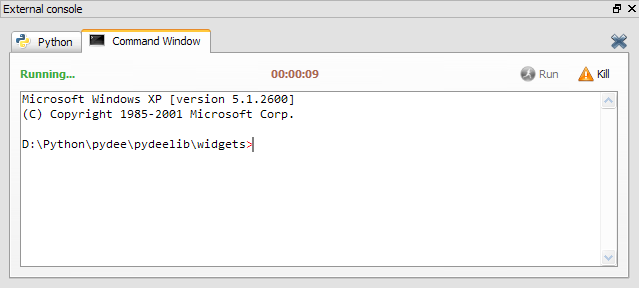 External console
Python
Command Window
Running...
00:00:09
Run
Kill
Microsoft Windows XP [version 5.1.2600]
(C) Copyright 1985-2001 Microsoft Corp.
D:\Python\pydee\pydeelib\widgets>